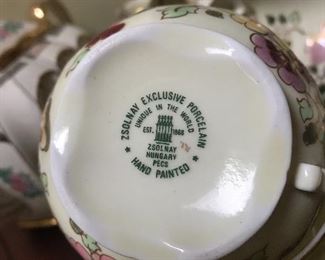 ZSOLNAY EXCLUSIVE PORCELAIN
UNIQUE IN THE WORLD
EST. 1868
ZSOLNAY
HUNGARY
PECS
★ HAND PAINTED ★